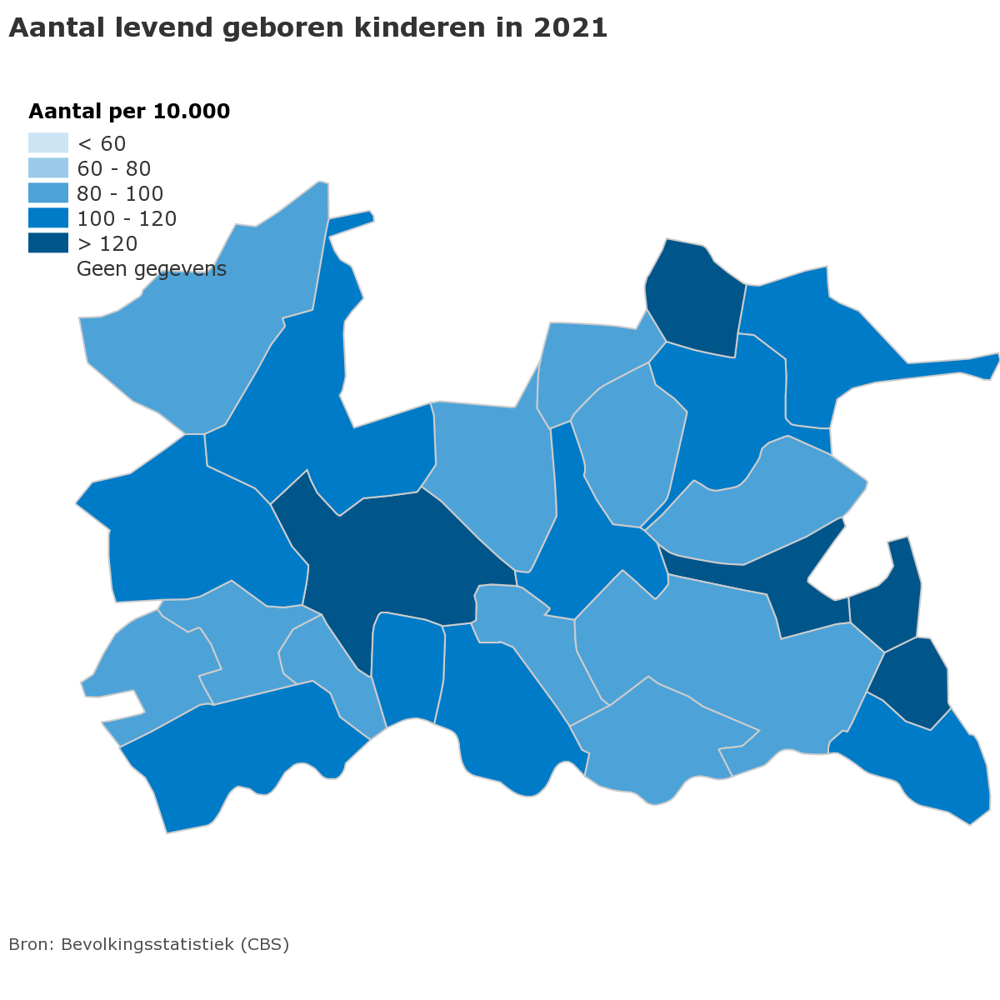 Aantal levend geboren kinderen in 2021
Aantal per 10.000
< 60
60 - 80
80 - 100
100 - 120
> 120
Geen gegevens
Bron: Bevolkingsstatistiek (CBS)